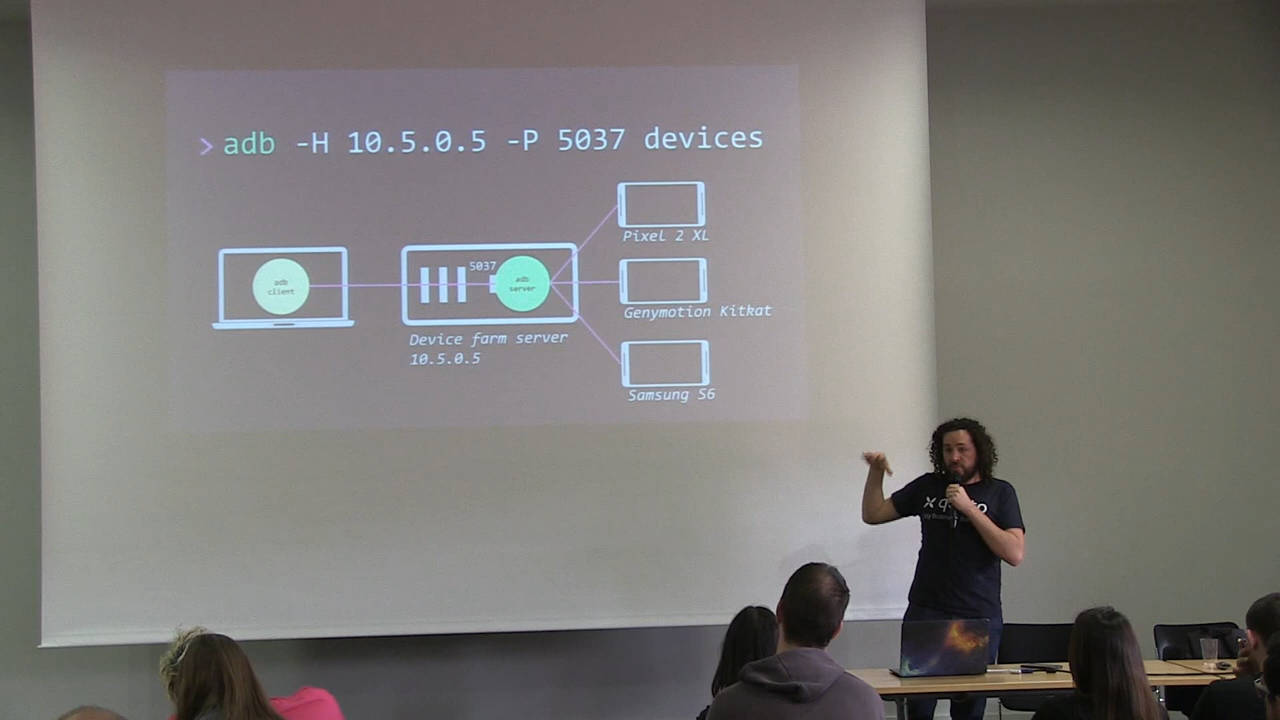 > adb -H 10.5.0.5 -P 5037 devices
Pixel 2 XL
5037
adb
client
adb
server
Genymotion Kitkat
Device farm server
10.5.0.5
Samsung S6